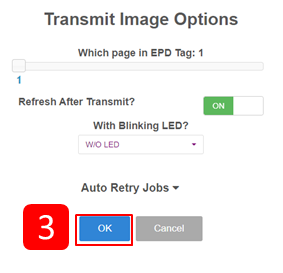 Transmit Image Options
Which page in EPD Tag: 1
1
Refresh After Transmit?
ON
With Blinking LED?
W/O LED
Auto Retry Jobs
3
OK
Cancel